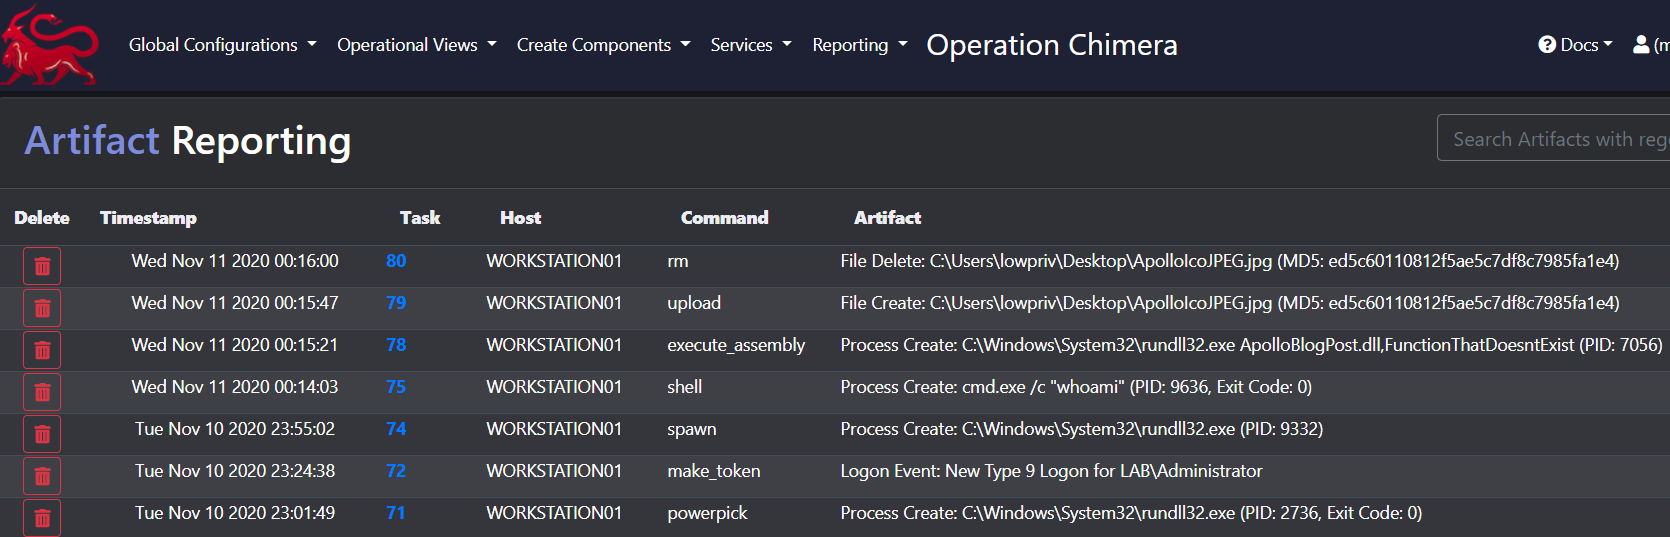 Global Configurations Operational Views Create Components Services Reporting Operation Chimera Docs (m
Artifact Reporting
Search Artifacts with rege
Delete Timestamp Task Host Command Artifact
Wed Nov 11 2020 00:16:00 80 WORKSTATION01 rm File Delete: C:\Users\lowpriv\Desktop\ApolloIcoJPEG.jpg (MD5: ed5c60110812f5ae5c7df8c7985fa1e4)
Wed Nov 11 2020 00:15:47 79 WORKSTATION01 upload File Create: C:\Users\lowpriv\Desktop\ApolloIcoJPEG.jpg (MD5: ed5c60110812f5ae5c7df8c7985fa1e4)
Wed Nov 11 2020 00:15:21 78 WORKSTATION01 execute_assembly Process Create: C:\Windows\System32\rundll32.exe ApolloBlogPost.dll,FunctionThatDoesntExist (PID: 7056)
Wed Nov 11 2020 00:14:03 75 WORKSTATION01 shell Process Create: cmd.exe /c "whoami" (PID: 9636, Exit Code: 0)
Tue Nov 10 2020 23:55:02 74 WORKSTATION01 spawn Process Create: C:\Windows\System32\rundll32.exe (PID: 9332)
Tue Nov 10 2020 23:24:38 72 WORKSTATION01 make_token Logon Event: New Type 9 Logon for LAB\Administrator
Tue Nov 10 2020 23:01:49 71 WORKSTATION01 powerpick Process Create: C:\Windows\System32\rundll32.exe (PID: 2736, Exit Code: 0)